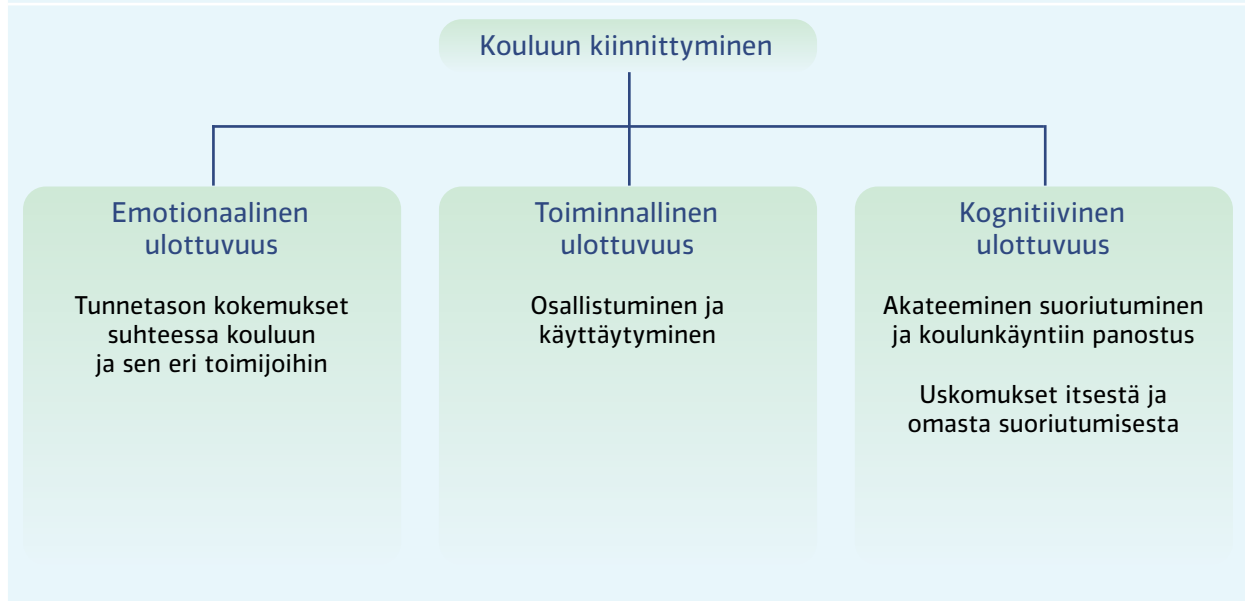 Kouluun kiinnittyminen
Emotionaalinen
ulottuvuus
Tunnetason kokemukset
suhteessa kouluun
ja sen eri toimijoihin
Toiminnallinen
ulottuvuus
Osallistuminen ja
käyttäytyminen
Kognitiivinen
ulottuvuus
Akateeminen suoriutuminen
ja koulunkäyntiin panostus
Uskomukset itsestä ja
omasta suoriutumisesta